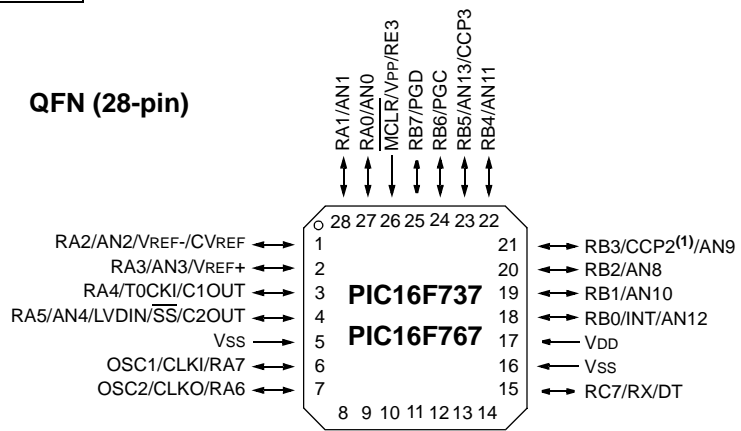 QFN (28-pin)
RA1/AN1
RA0/AN0
MCLR/VPP/RE3
RB7/PGD
RB6/PGC
RB5/AN13/CCP3
RB4/AN11
28 27 26 25 24 23 22
RA2/AN2/VREF-/CVREF 1
RA3/AN3/VREF+ 2
RA4/T0CKI/C1OUT 3
RA5/AN4/LVDIN/SS/C2OUT 4
VSS 5
OSC1/CLKI/RA7 6
OSC2/CLKO/RA6 7
PIC16F737
PIC16F767
21 RB3/CCP2(1)/AN9
20 RB2/AN8
19 RB1/AN10
18 RB0/INT/AN12
17 VDD
16 VSS
15 RC7/RX/DT
8 9 10 11 12 13 14